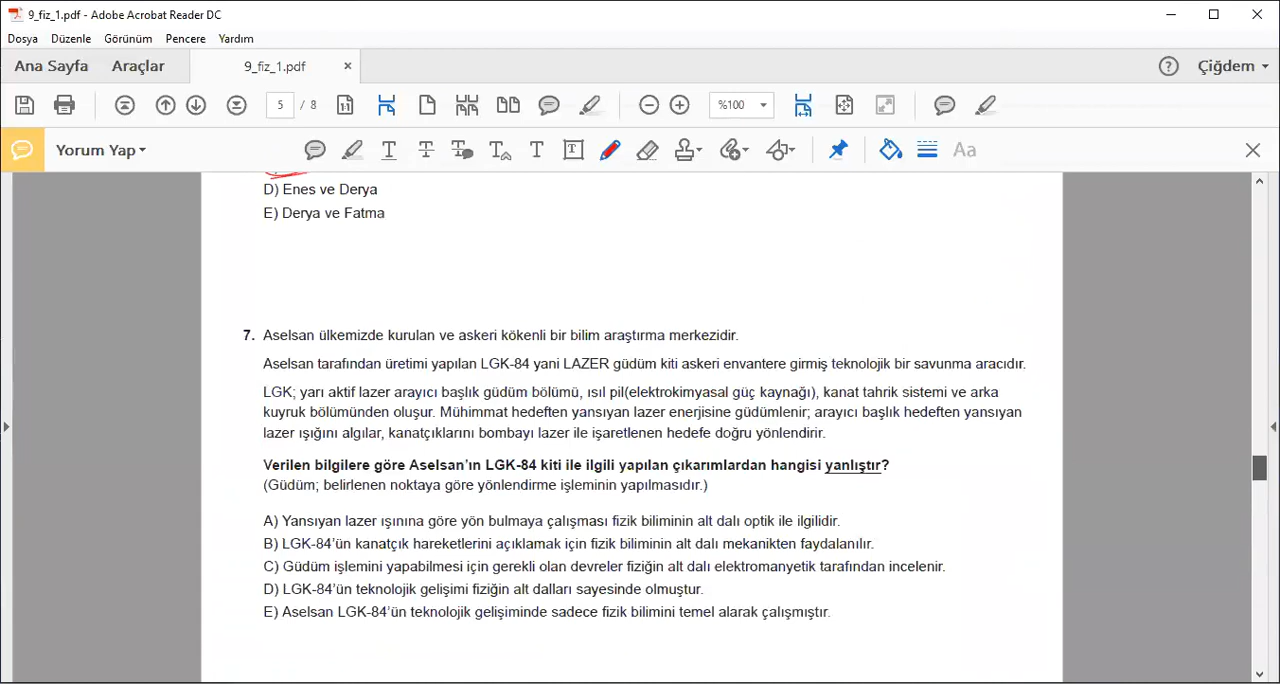 9_fiz_1.pdf - Adobe Acrobat Reader DC
Dosya Düzenle Görünüm Pencere Yardım
Ana Sayfa Araçlar 9_fiz_1.pdf × ? Çiğdem
5 / 8 %100
Yorum Yap T T T T T T Aa
D) Enes ve Derya
E) Derya ve Fatma
7. Aselsan ülkemizde kurulan ve askeri kökenli bir bilim araştırma merkezidir.
Aselsan tarafından üretimi yapılan LGK-84 yani LAZER güdüm kiti askeri envantere girmiş teknolojik bir savunma aracıdır.
LGK; yarı aktif lazer arayıcı başlık güdüm bölümü, ısıl pil(elektrokimyasal güç kaynağı), kanat tahrik sistemi ve arka
kuyruk bölümünden oluşur. Mühimmat hedeften yansıyan lazer enerjisine güdümlenir; arayıcı başlık hedeften yansıyan
lazer ışığını algılar, kanatçıklarını bombayı lazer ile işaretlenen hedefe doğru yönlendirir.
Verilen bilgilere göre Aselsan'ın LGK-84 kiti ile ilgili yapılan çıkarımlardan hangisi yanlıştır?
(Güdüm; belirlenen noktaya göre yönlendirme işleminin yapılmasıdır.)
A) Yansıyan lazer ışınına göre yön bulmaya çalışması fizik biliminin alt dalı optik ile ilgilidir.
B) LGK-84'ün kanatçık hareketlerini açıklamak için fizik biliminin alt dalı mekanikten faydalanılır.
C) Güdüm işlemini yapabilmesi için gerekli olan devreler fiziğin alt dalı elektromanyetik tarafından incelenir.
D) LGK-84'ün teknolojik gelişimi fiziğin alt dalları sayesinde olmuştur.
E) Aselsan LGK-84'ün teknolojik gelişiminde sadece fizik bilimini temel alarak çalışmıştır.